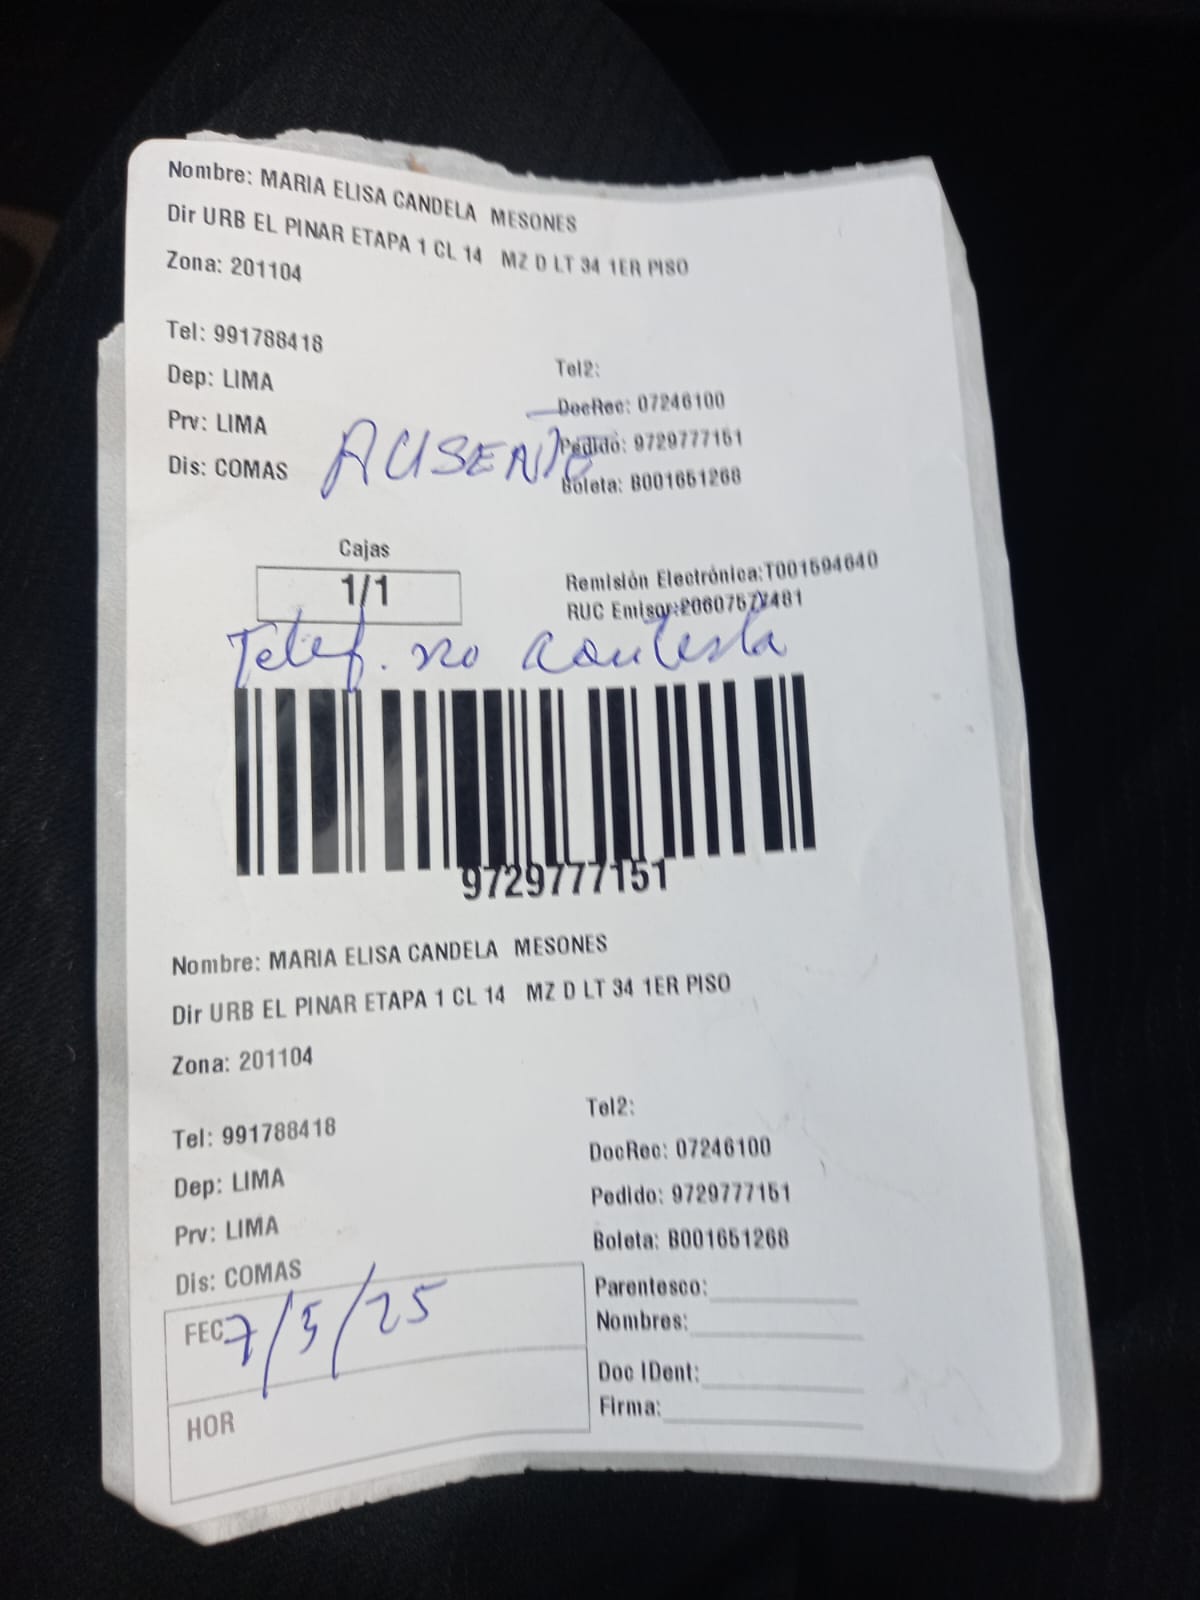 Nombre: MARIA ELISA CANDELA MESONES
Dir URB EL PINAR ETAPA 1 CL 14 MZ D LT 34 1ER PISO
Zona: 201104
Tel: 991788418
Tel2:
Dep: LIMA
DocRec: 07246100
Prv: LIMA
Pedido: 9729777151
Dis: COMAS
AUSENTE
Boleta: B001651268
Cajas
1/1
Remisión Electrónica:T001594640
RUC Emisor:20607577481
Telef. no contesta
9729777151
Nombre: MARIA ELISA CANDELA MESONES
Dir URB EL PINAR ETAPA 1 CL 14 MZ D LT 34 1ER PISO
Zona: 201104
Tel2:
Tel: 991788418
DocRec: 07246100
Dep: LIMA
Pedido: 9729777151
Prv: LIMA
Boleta: B001651268
Dis: COMAS
Parentesco:
FEC 7/5/25
Nombres:
Doc IDent:
HOR
Firma: